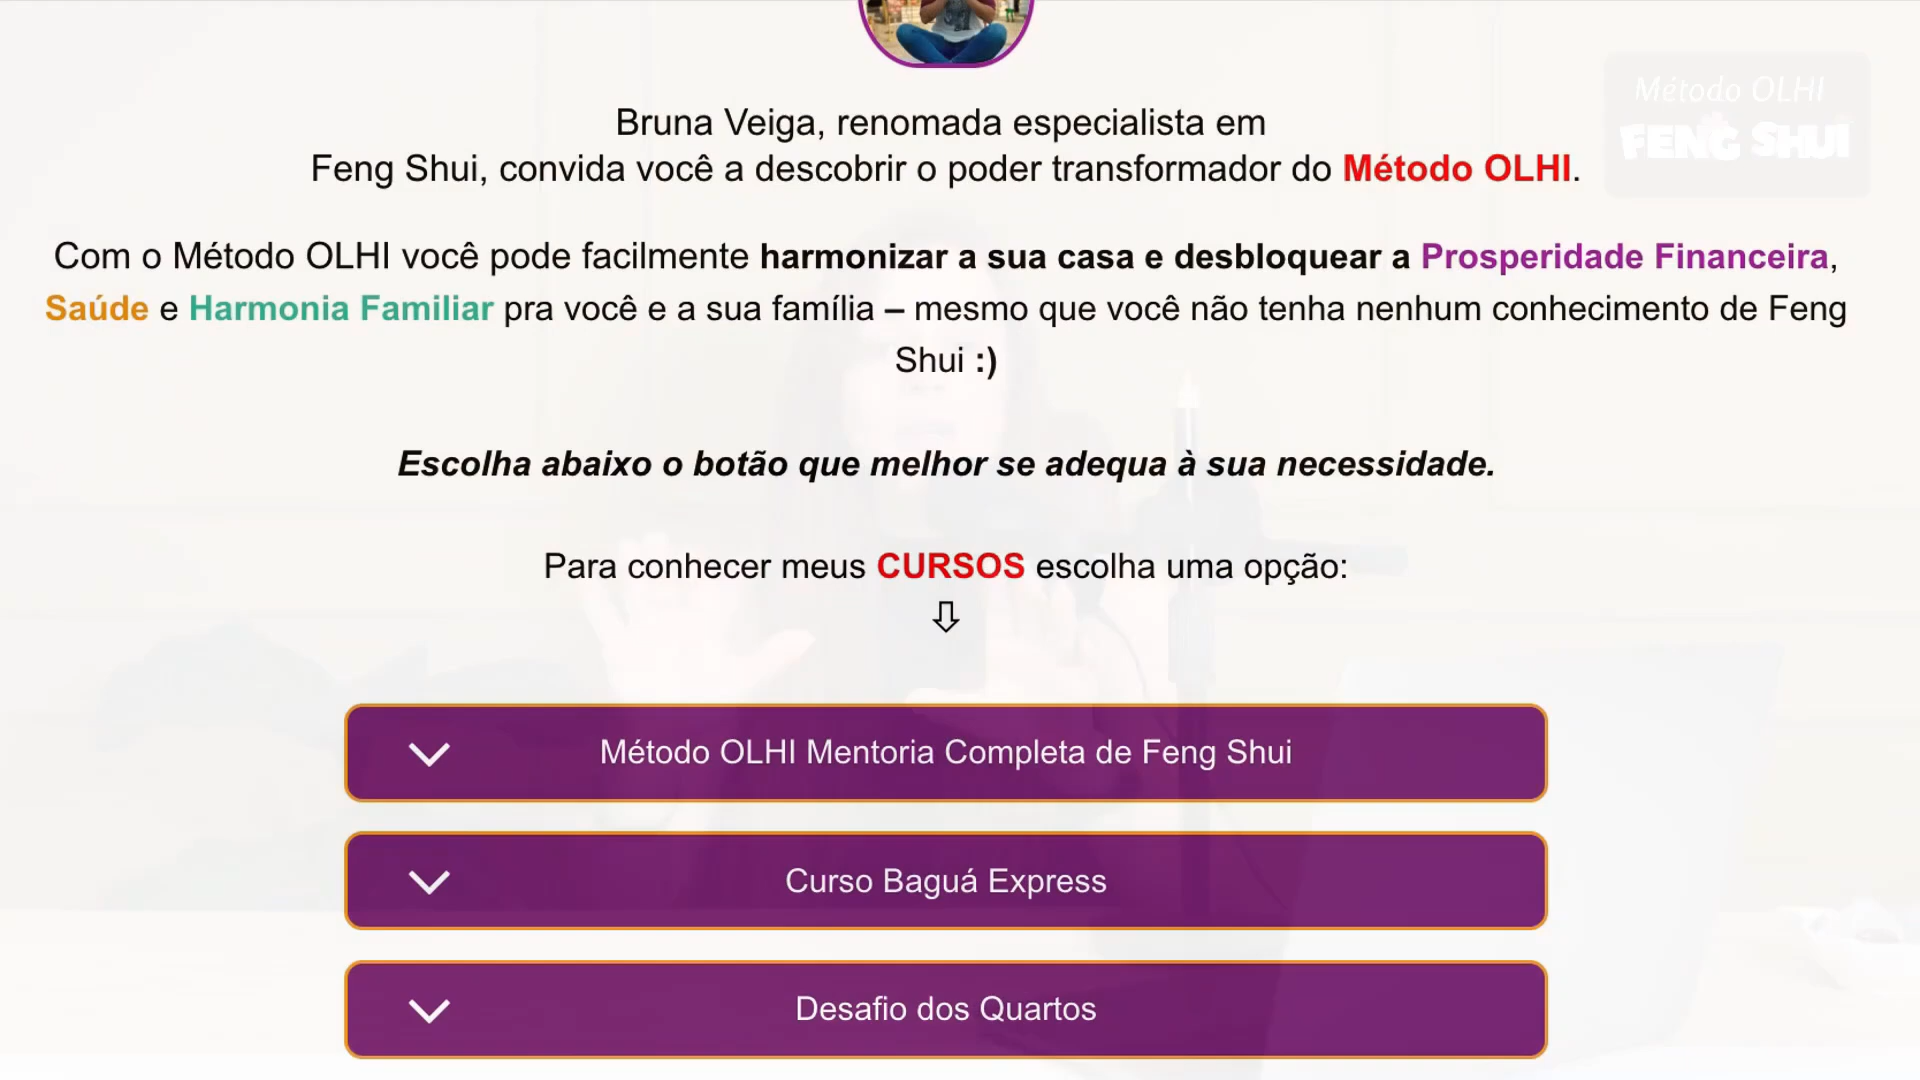 Bruna Veiga, renomada especialista em
Feng Shui, convida você a descobrir o poder transformador do Método OLHI.
Método OLHI
FENG SHUI
Com o Método OLHI você pode facilmente harmonizar a sua casa e desbloquear a Prosperidade Financeira,
Saúde e Harmonia Familiar pra você e a sua família – mesmo que você não tenha nenhum conhecimento de Feng
Shui :)
Escolha abaixo o botão que melhor se adequa à sua necessidade.
Para conhecer meus CURSOS escolha uma opção:
Método OLHI Mentoria Completa de Feng Shui
Curso Baguá Express
Desafio dos Quartos